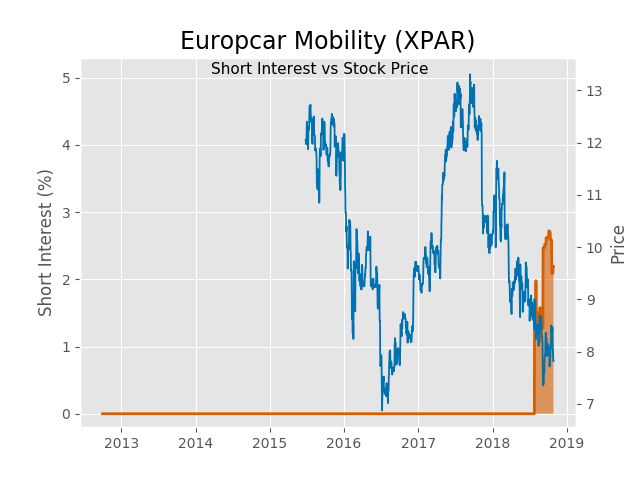 Europcar Mobility (XPAR)
Short Interest vs Stock Price
Short Interest (%)
5
4
3
2
1
0
Price
13
12
11
10
9
8
7
2013 2014 2015 2016 2017 2018 2019